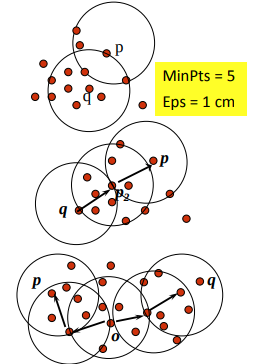 p
MinPts = 5
q
Eps = 1 cm
p
p2
q
p
q
o